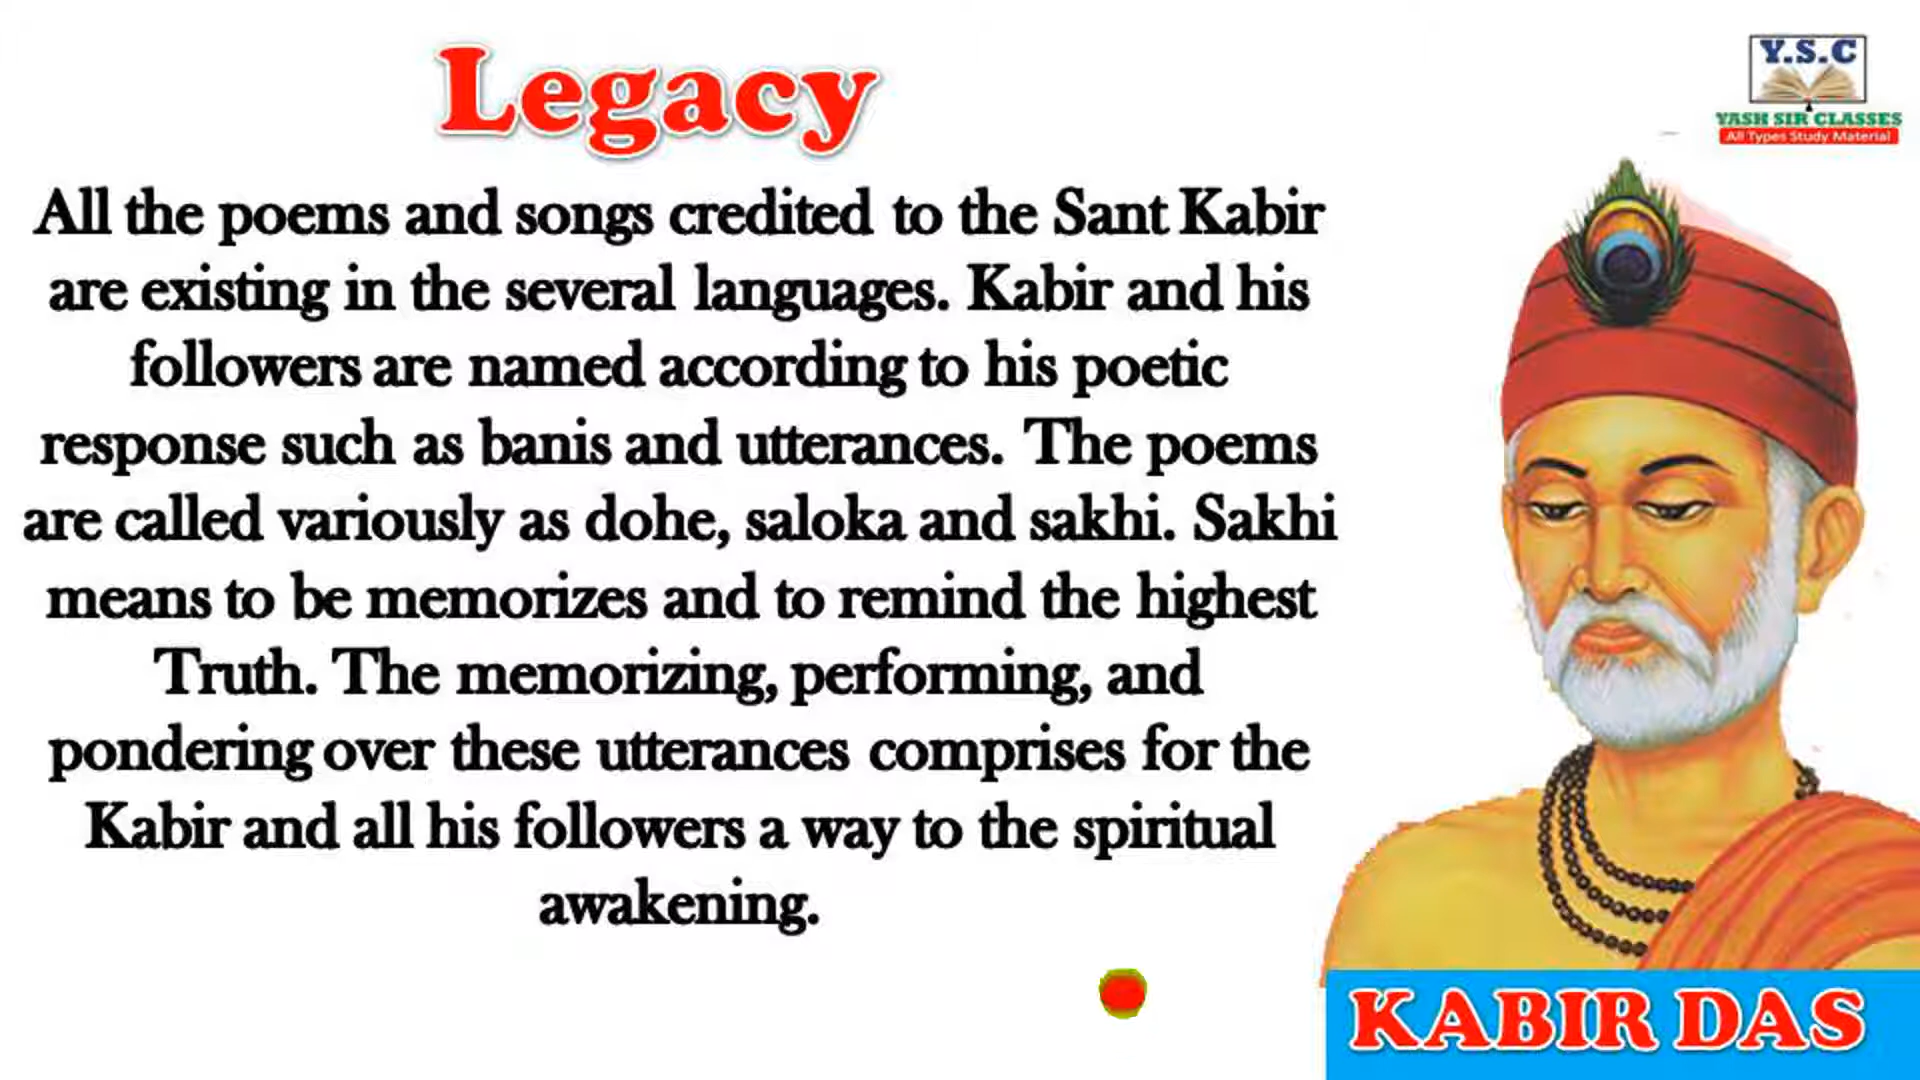 Legacy
Y.S.C
YASH SIR CLASSES
All Types Study Material
All the poems and songs credited to the Sant Kabir
are existing in the several languages. Kabir and his
followers are named according to his poetic
response such as banis and utterances. The poems
are called variously as dohe, saloka and sakhi. Sakhi
means to be memorizes and to remind the highest
Truth. The memorizing, performing, and
pondering over these utterances comprises for the
Kabir and all his followers a way to the spiritual
awakening.
KABIR DAS